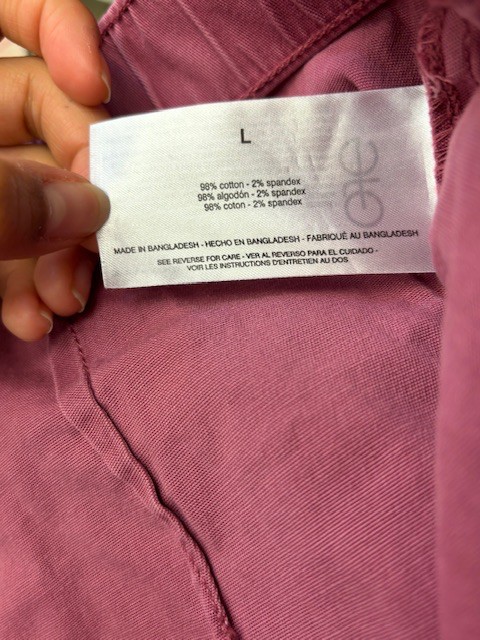 L
98% cotton - 2% spandex
98% algodón - 2% spandex
98% coton - 2% spandex
MADE IN BANGLADESH - HECHO EN BANGLADESH - FABRIQUÉ AU BANGLADESH
SEE REVERSE FOR CARE - VER AL REVERSO PARA EL CUIDADO -
VOIR LES INSTRUCTIONS D'ENTRETIEN AU DOS